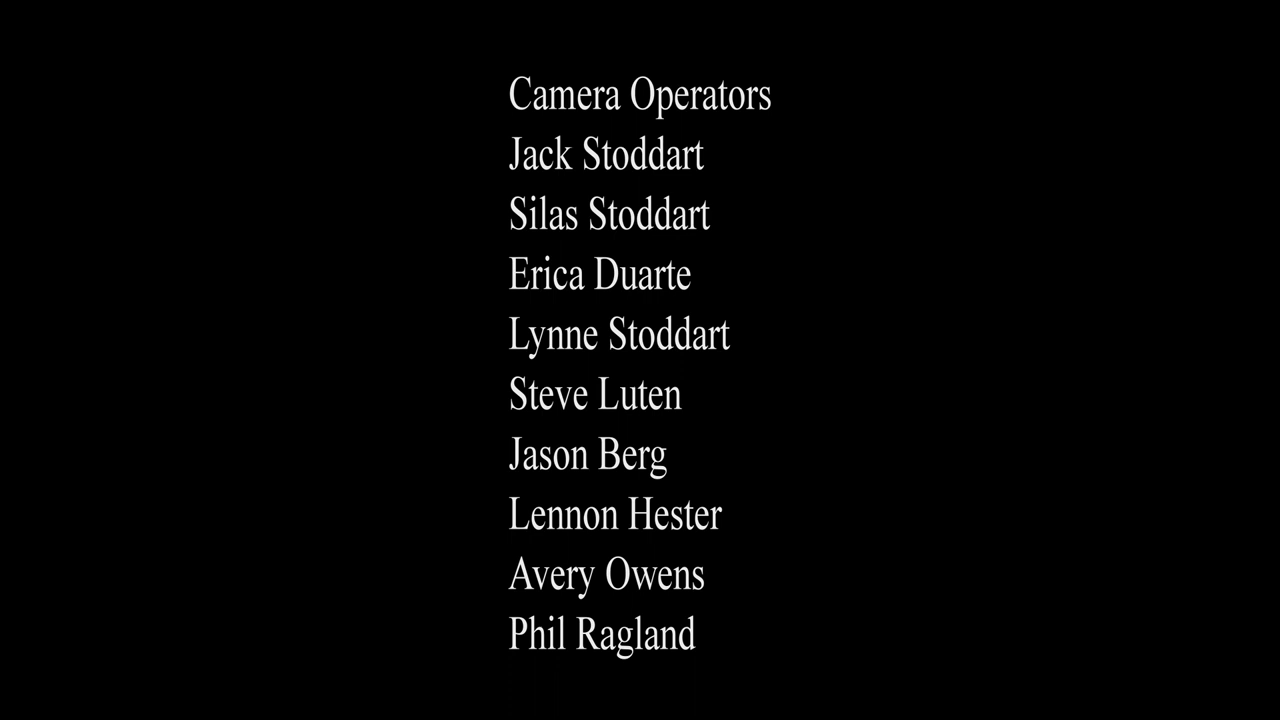 Camera Operators
Jack Stoddart
Silas Stoddart
Erica Duarte
Lynne Stoddart
Steve Luten
Jason Berg
Lennon Hester
Avery Owens
Phil Ragland